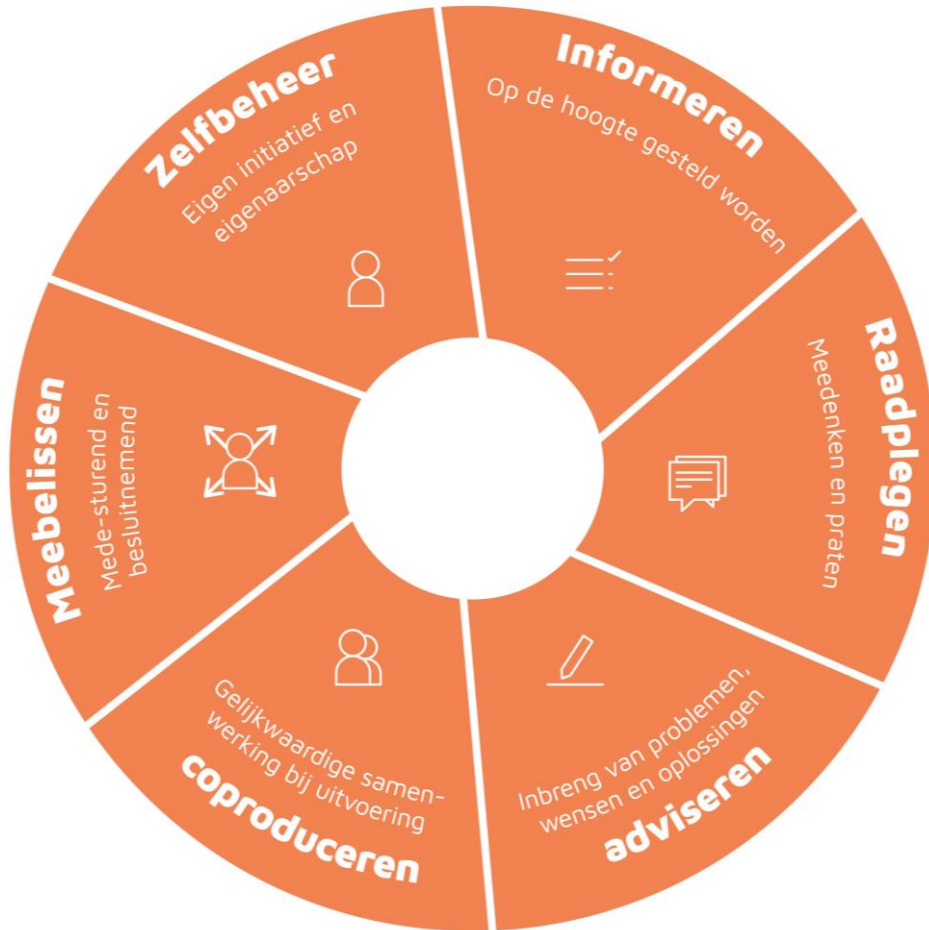 Informeren
Op de hoogte gesteld worden
Raadplegen
Meedenken en praten
Inbreng van problemen,
wensen en oplossingen
adviseren
Gelijkwaardige samen-
werking bij uitvoering
coproduceren
Meebelissen
Mede-sturend en
besluitnemend
Zelfbeheer
Eigen initiatief en
eigenaarschap